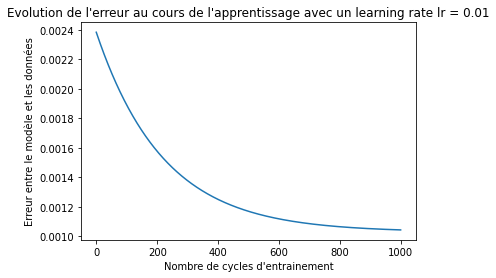 Evolution de l'erreur au cours de l'apprentissage avec un learning rate lr = 0.01
Erreur entre le modèle et les données
0.0024
0.0022
0.0020
0.0018
0.0016
0.0014
0.0012
0.0010
0 200 400 600 800 1000
Nombre de cycles d'entrainement